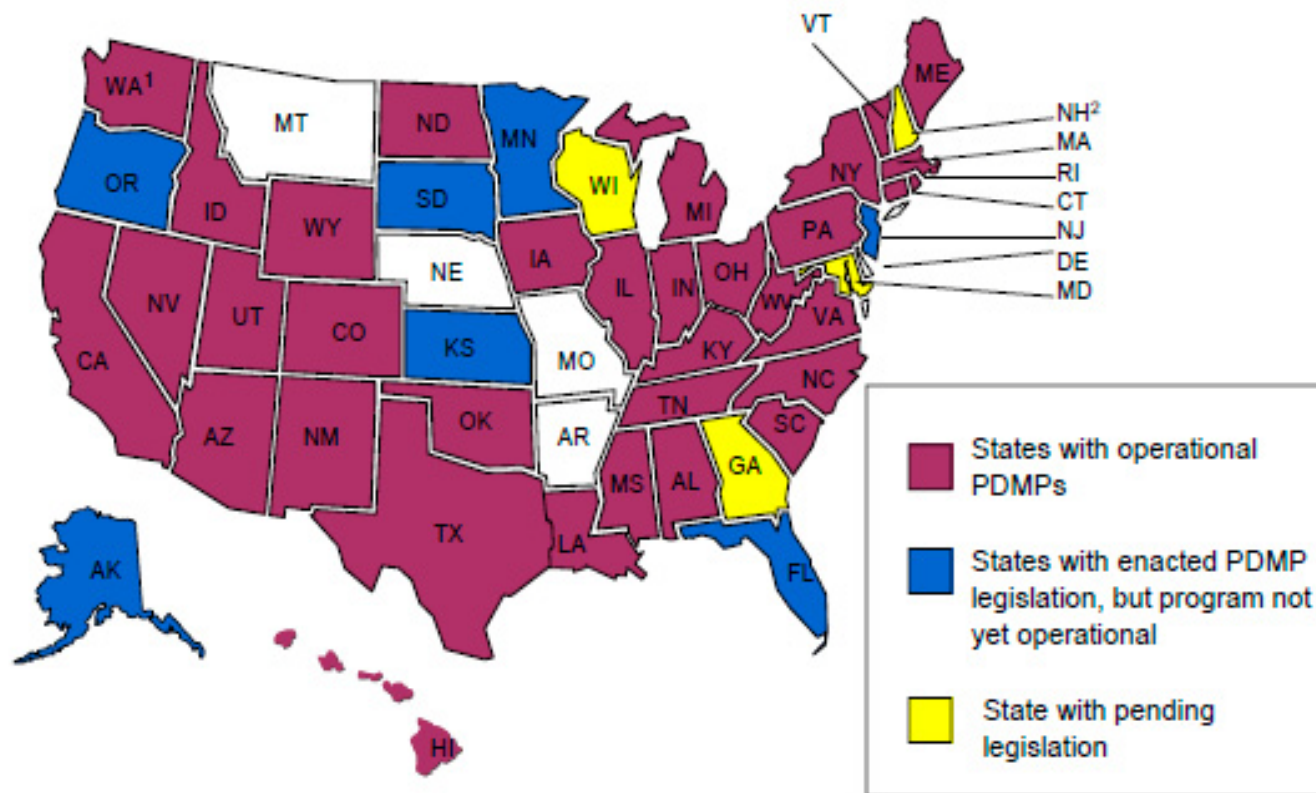 VT
ME
WA¹
MT
ND
MN
NH²
MA
OR
SD
WI
NY
RI
ID
WY
MI
CT
PA
NJ
IA
NE
OH
DE
IL
IN
WV
MD
NV
UT
CO
KS
MO
KY
VA
CA
NC
TN
OK
AR
SC
AZ
NM
GA
MS
AL
TX
LA
AK
FL
HI
States with operational
PDMPs
States with enacted PDMP
legislation, but program not
yet operational
State with pending
legislation